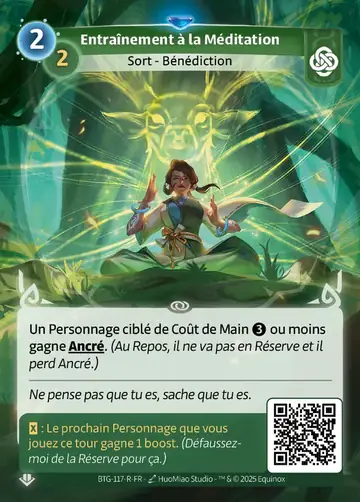 2
2
Entraînement à la Méditation
Sort - Bénédiction
Un Personnage ciblé de Coût de Main 3 ou moins
gagne Ancré. (Au Repos, il ne va pas en Réserve et il
perd Ancré.)
Ne pense pas que tu es, sache que tu es.
X : Le prochain Personnage que vous
jouez ce tour gagne 1 boost. (Défaussez-
moi de la Réserve pour ça.)
BTG-117-R-FR - HuoMiao Studio - ™ & © 2025 Equinox